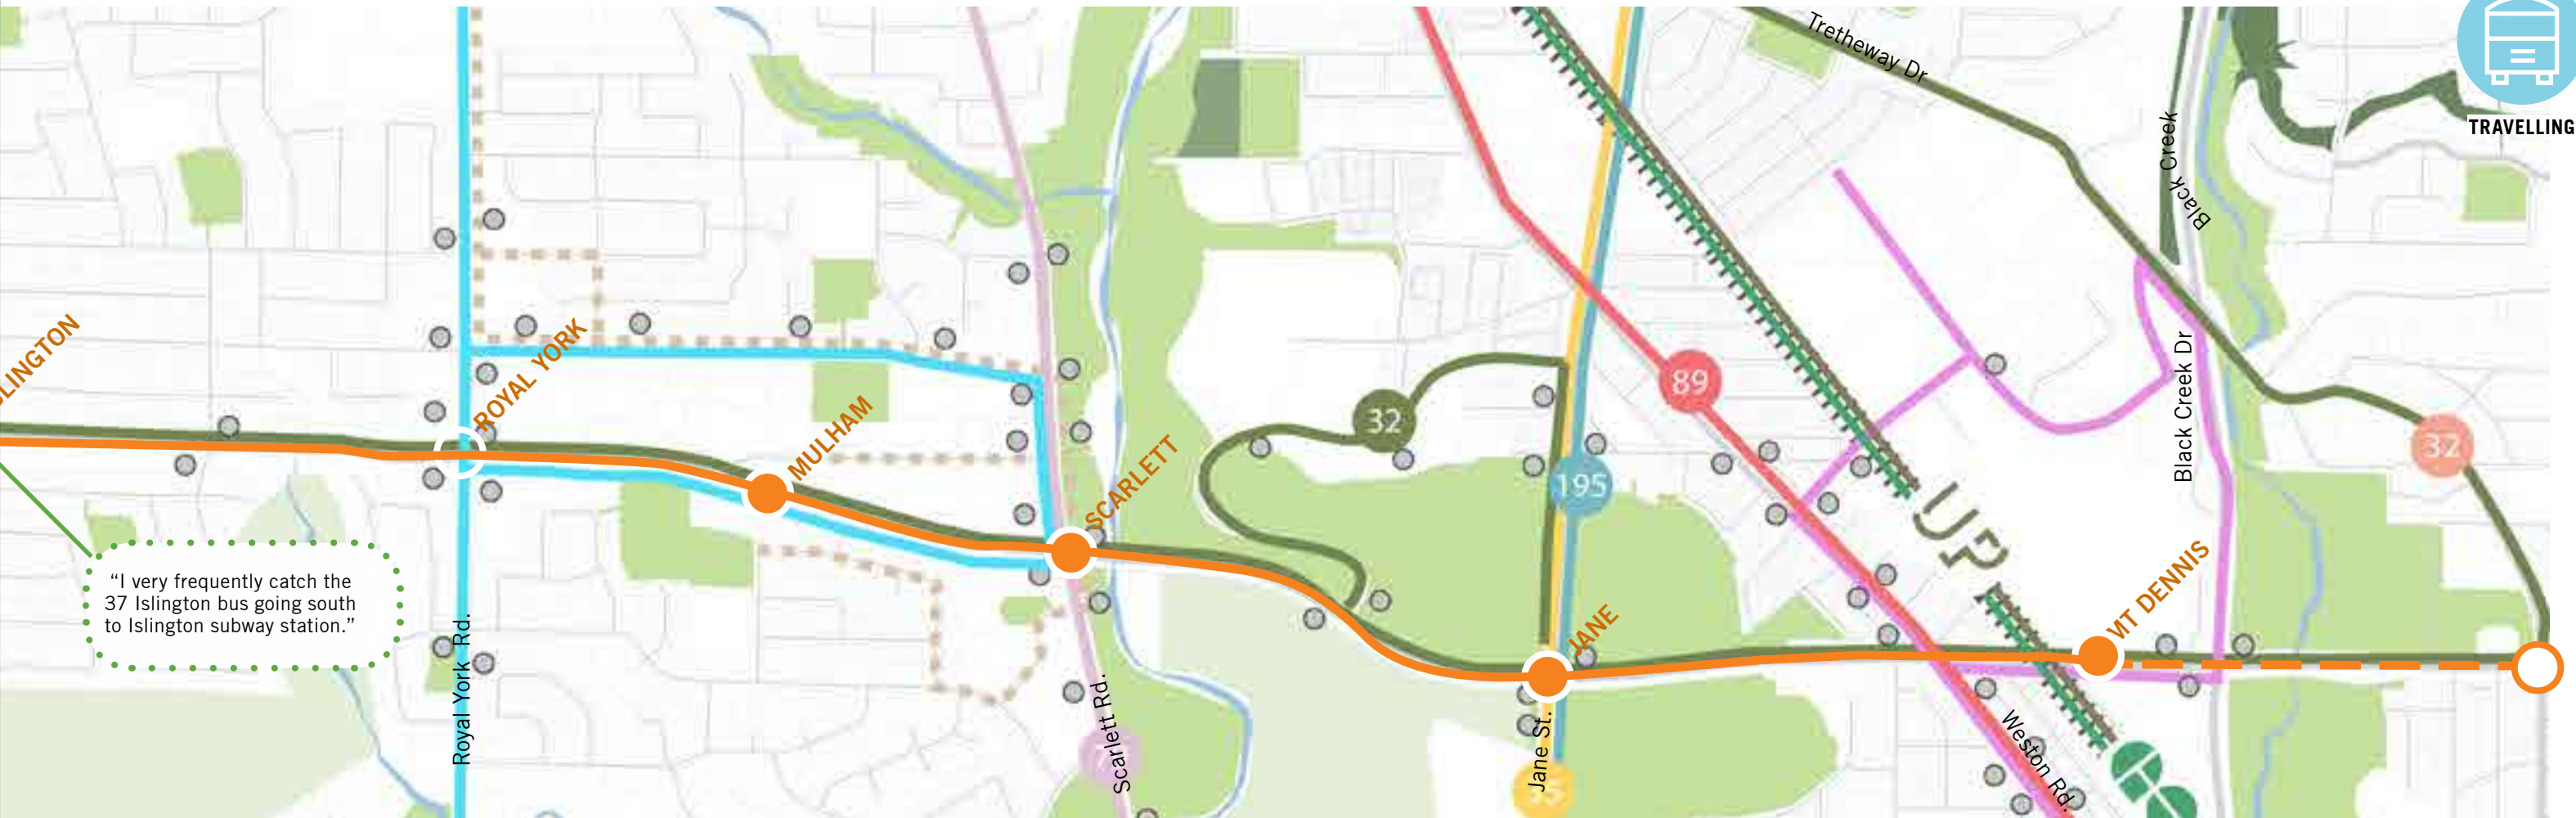 Tretheway Dr
TRAVELLING
Black Creek
Black
LINGTON
ROYAL YORK
MULHAM
SCARLETT
32
89
195
Black Creek Dr
32
UP
“I very frequently catch the
37 Islington bus going south
to Islington subway station.”
JANE
MT DENNIS
Royal York Rd.
Scarlett Rd.
Jane St.
35
Weston Rd.